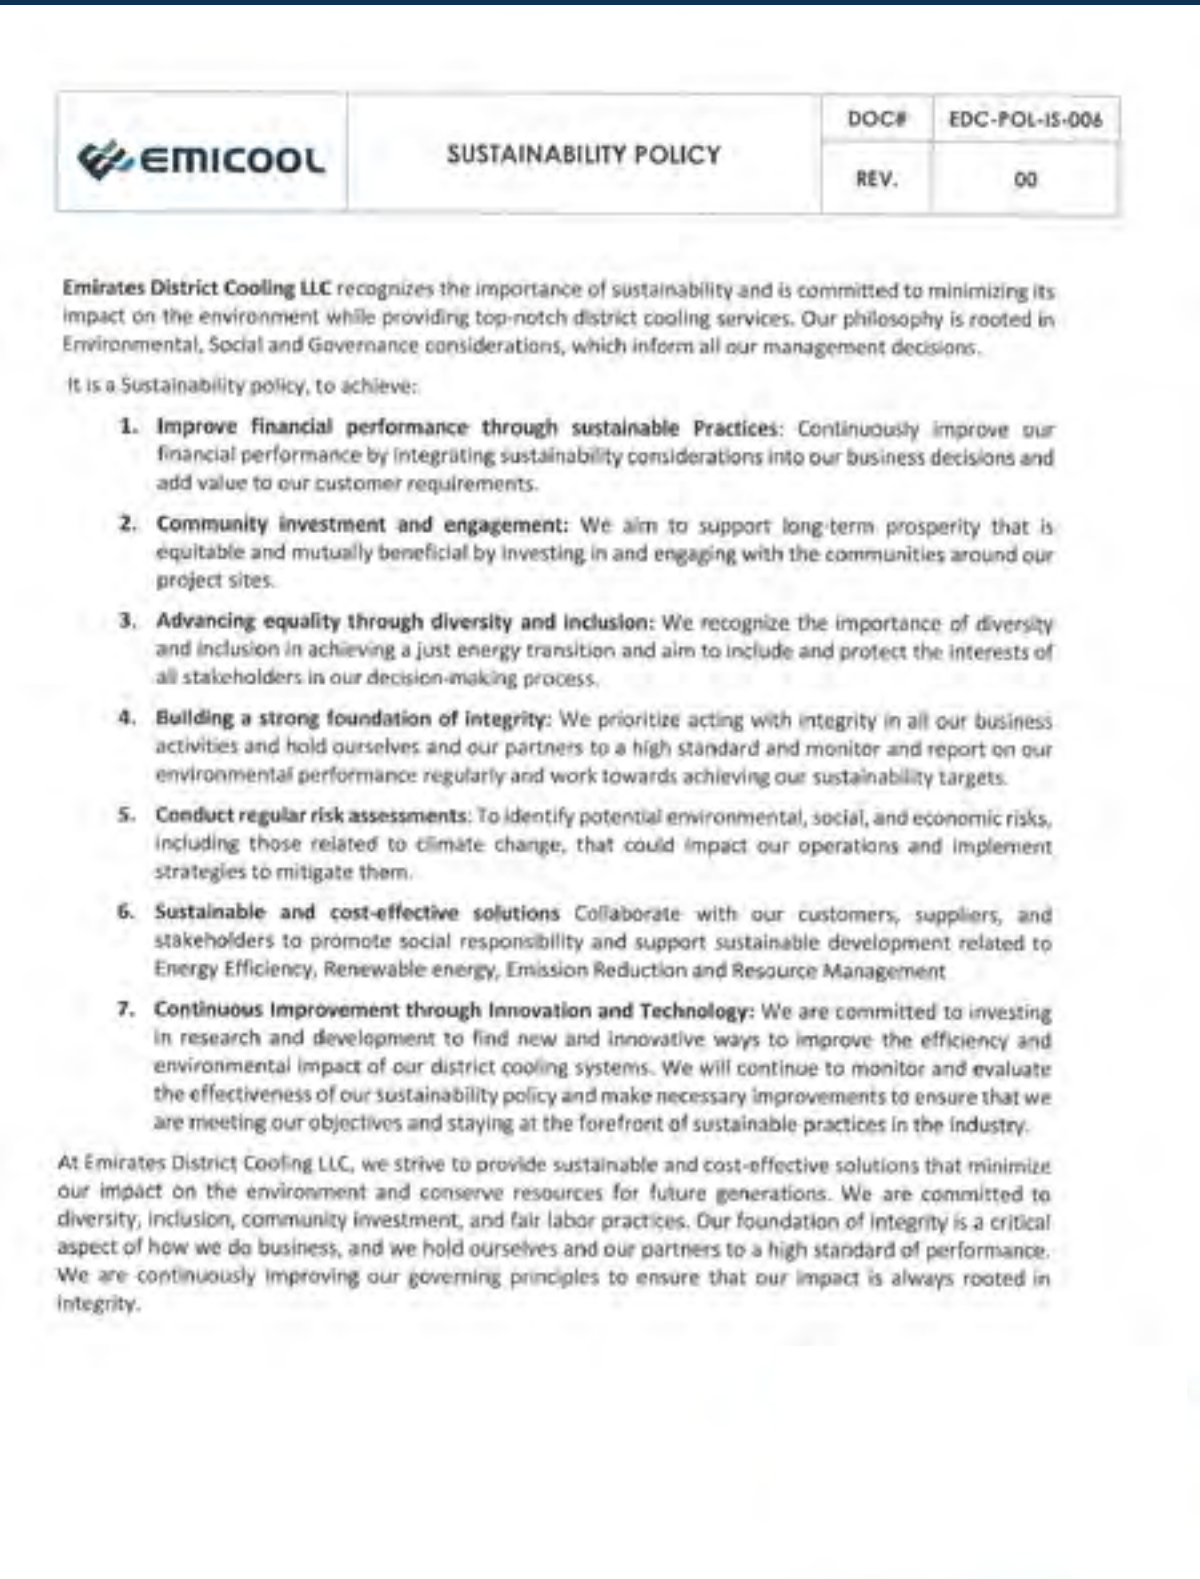 EMICOOL
SUSTAINABILITY POLICY
DOC#
EDC-POL-IS-006
REV.
00
Emirates District Cooling LLC recognizes the importance of sustainability and is committed to minimizing its
impact on the environment while providing top-notch district cooling services. Our philosophy is rooted in
Environmental, Social and Governance considerations, which inform all our management decisions.
It is a Sustainability policy, to achieve:
1. Improve financial performance through sustainable Practices: Continuously improve our
financial performance by integrating sustainability considerations into our business decisions and
add value to our customer requirements.
2. Community investment and engagement: We aim to support long-term prosperity that is
equitable and mutually beneficial by investing in and engaging with the communities around our
project sites.
3. Advancing equality through diversity and inclusion: We recognize the importance of diversity
and inclusion in achieving a just energy transition and aim to include and protect the interests of
all stakeholders in our decision-making process.
4. Building a strong foundation of integrity: We prioritize acting with integrity in all our business
activities and hold ourselves and our partners to a high standard and monitor and report on our
environmental performance regularly and work towards achieving our sustainability targets.
5. Conduct regular risk assessments: To identify potential environmental, social, and economic risks,
including those related to climate change, that could impact our operations and implement
strategies to mitigate them.
6. Sustainable and cost-effective solutions Collaborate with our customers, suppliers, and
stakeholders to promote social responsibility and support sustainable development related to
Energy Efficiency, Renewable energy, Emission Reduction and Resource Management
7. Continuous Improvement through Innovation and Technology: We are committed to investing
in research and development to find new and innovative ways to improve the efficiency and
environmental impact of our district cooling systems. We will continue to monitor and evaluate
the effectiveness of our sustainability policy and make necessary improvements to ensure that we
are meeting our objectives and staying at the forefront of sustainable practices in the industry.
At Emirates District Cooling LLC, we strive to provide sustainable and cost-effective solutions that minimize
our impact on the environment and conserve resources for future generations. We are committed to
diversity, inclusion, community investment, and fair labor practices. Our foundation of integrity is a critical
aspect of how we do business, and we hold ourselves and our partners to a high standard of performance.
We are continuously improving our governing principles to ensure that our impact is always rooted in
integrity.